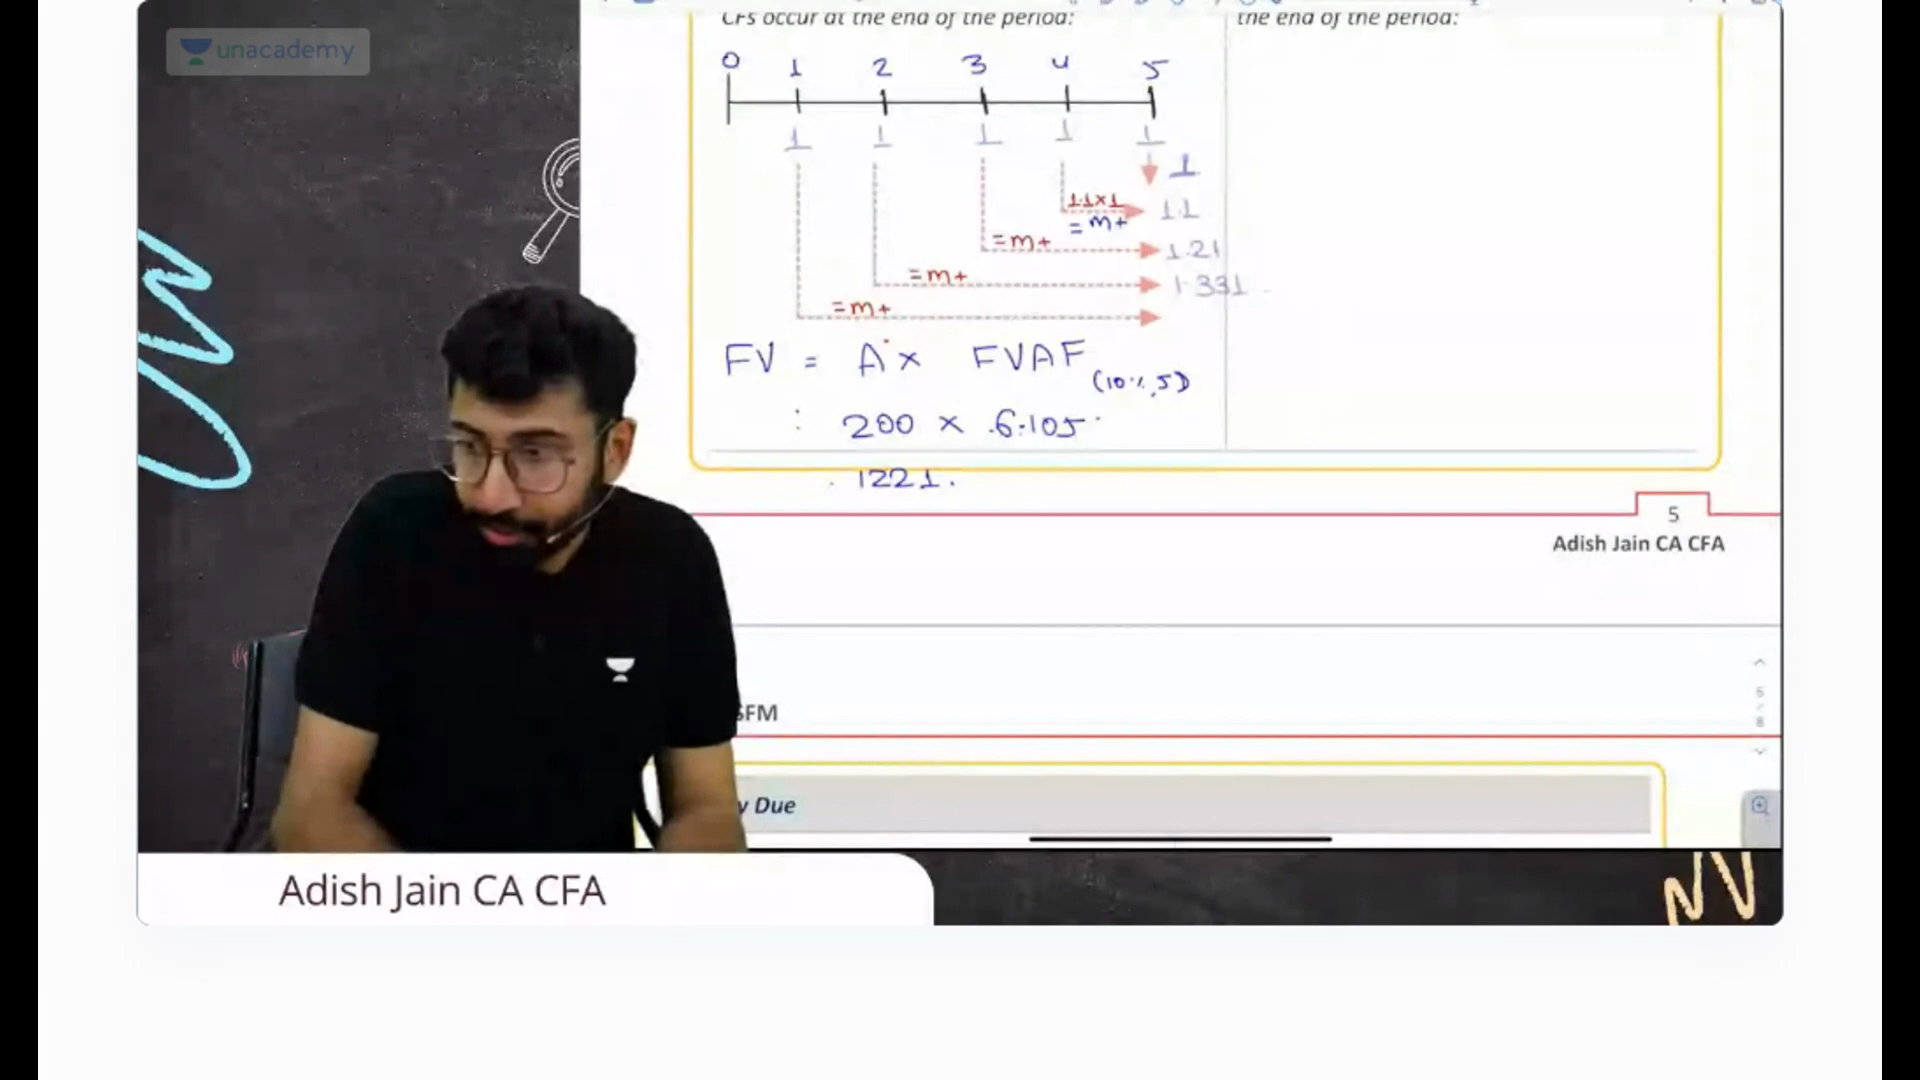 unacademy
CFs occur at the end of the period:
the end of the period:
0 1 2 3 4 5
1 1 1 1 1
1
1.1×1
1.1
= m+
= m+
1.21
= m+
1.331
= m+
FV = A × FVAF (10%,5)
: 200 × 6.105
1221.
5
Adish Jain CA CFA
SFM
y Due
Adish Jain CA CFA